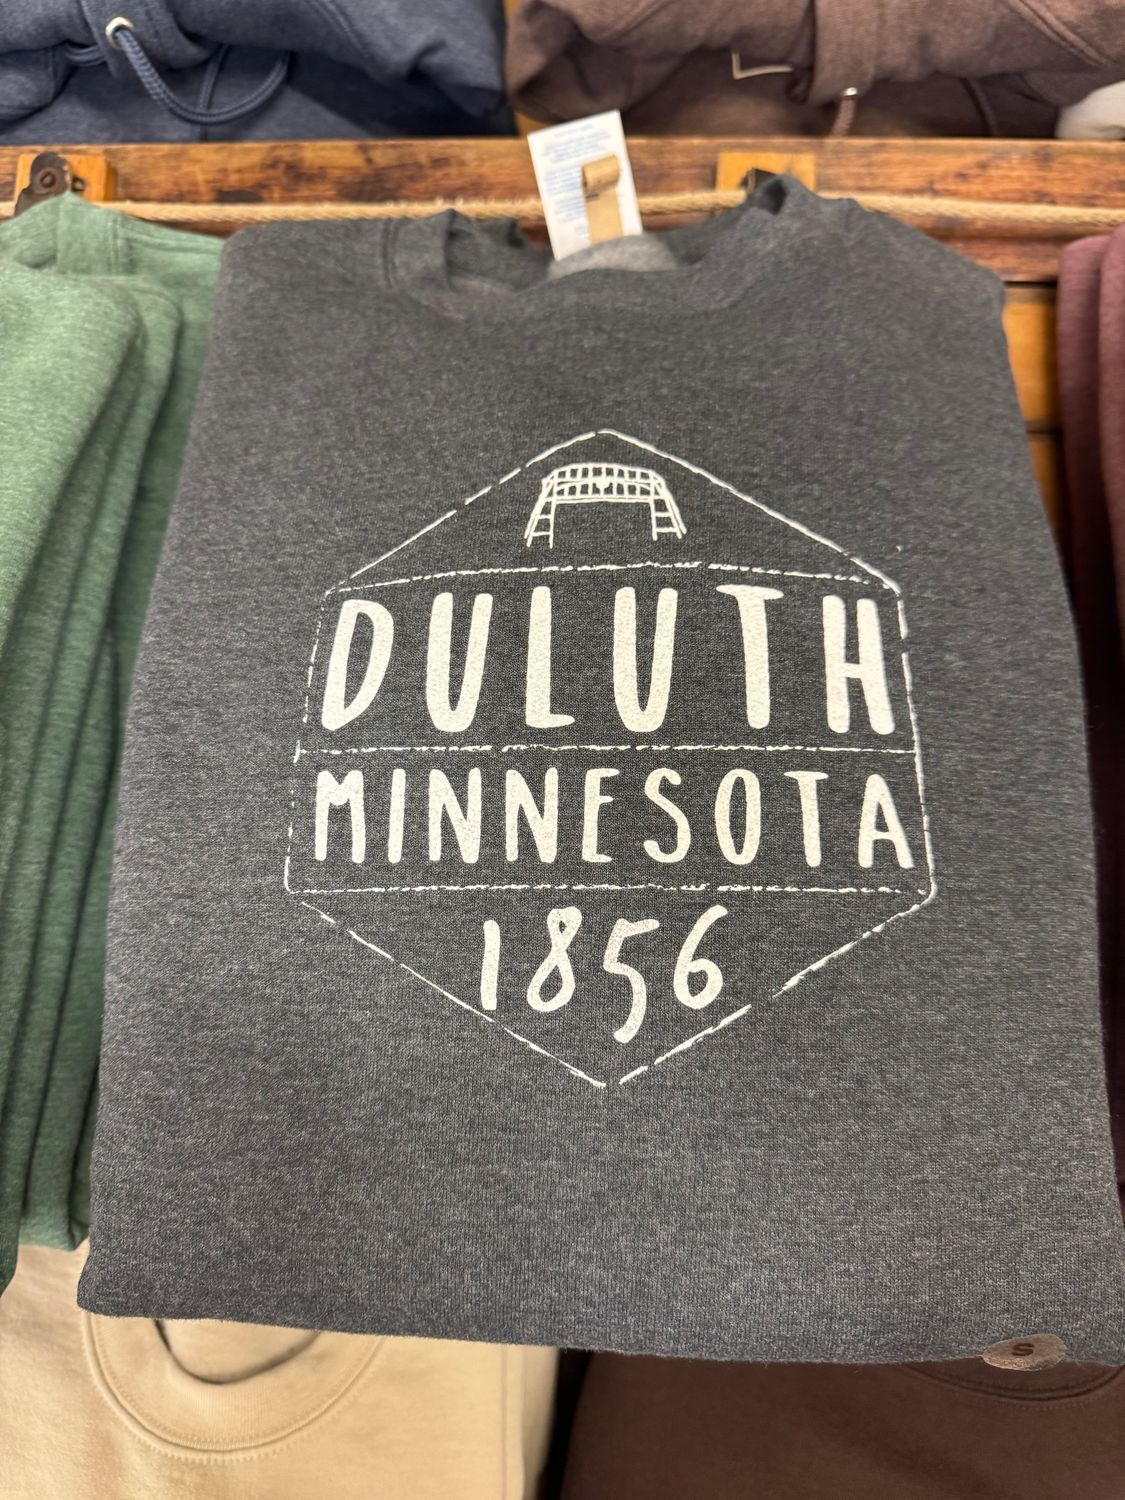 DULUTH
MINNESOTA
1856
S